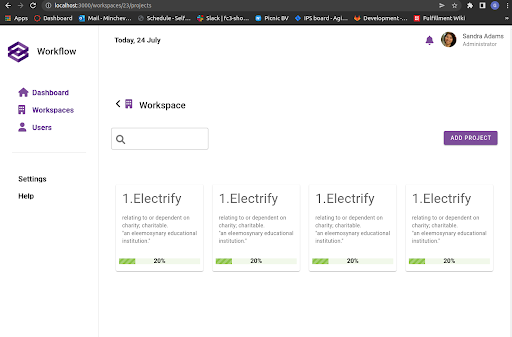 localhost:3000/workspaces/23/projects
Apps
Dashboard
Mail - Minchev...
Schedule - Self...
Slack | fc3-sho...
Picnic BV
IPS board - Agi...
Development -...
Fulfillment Wiki
Workflow
Today, 24 July
Sandra Adams
Administrator
Dashboard
Workspaces
Users
Settings
Help
Workspace
ADD PROJECT
1.Electrify
relating to or dependent on
charity; charitable.
"an eleemosynary educational
institution."
20%
1.Electrify
relating to or dependent on
charity; charitable.
"an eleemosynary educational
institution."
20%
1.Electrify
relating to or dependent on
charity; charitable.
"an eleemosynary educational
institution."
20%
1.Electrify
relating to or dependent on
charity; charitable.
"an eleemosynary educational
institution."
20%